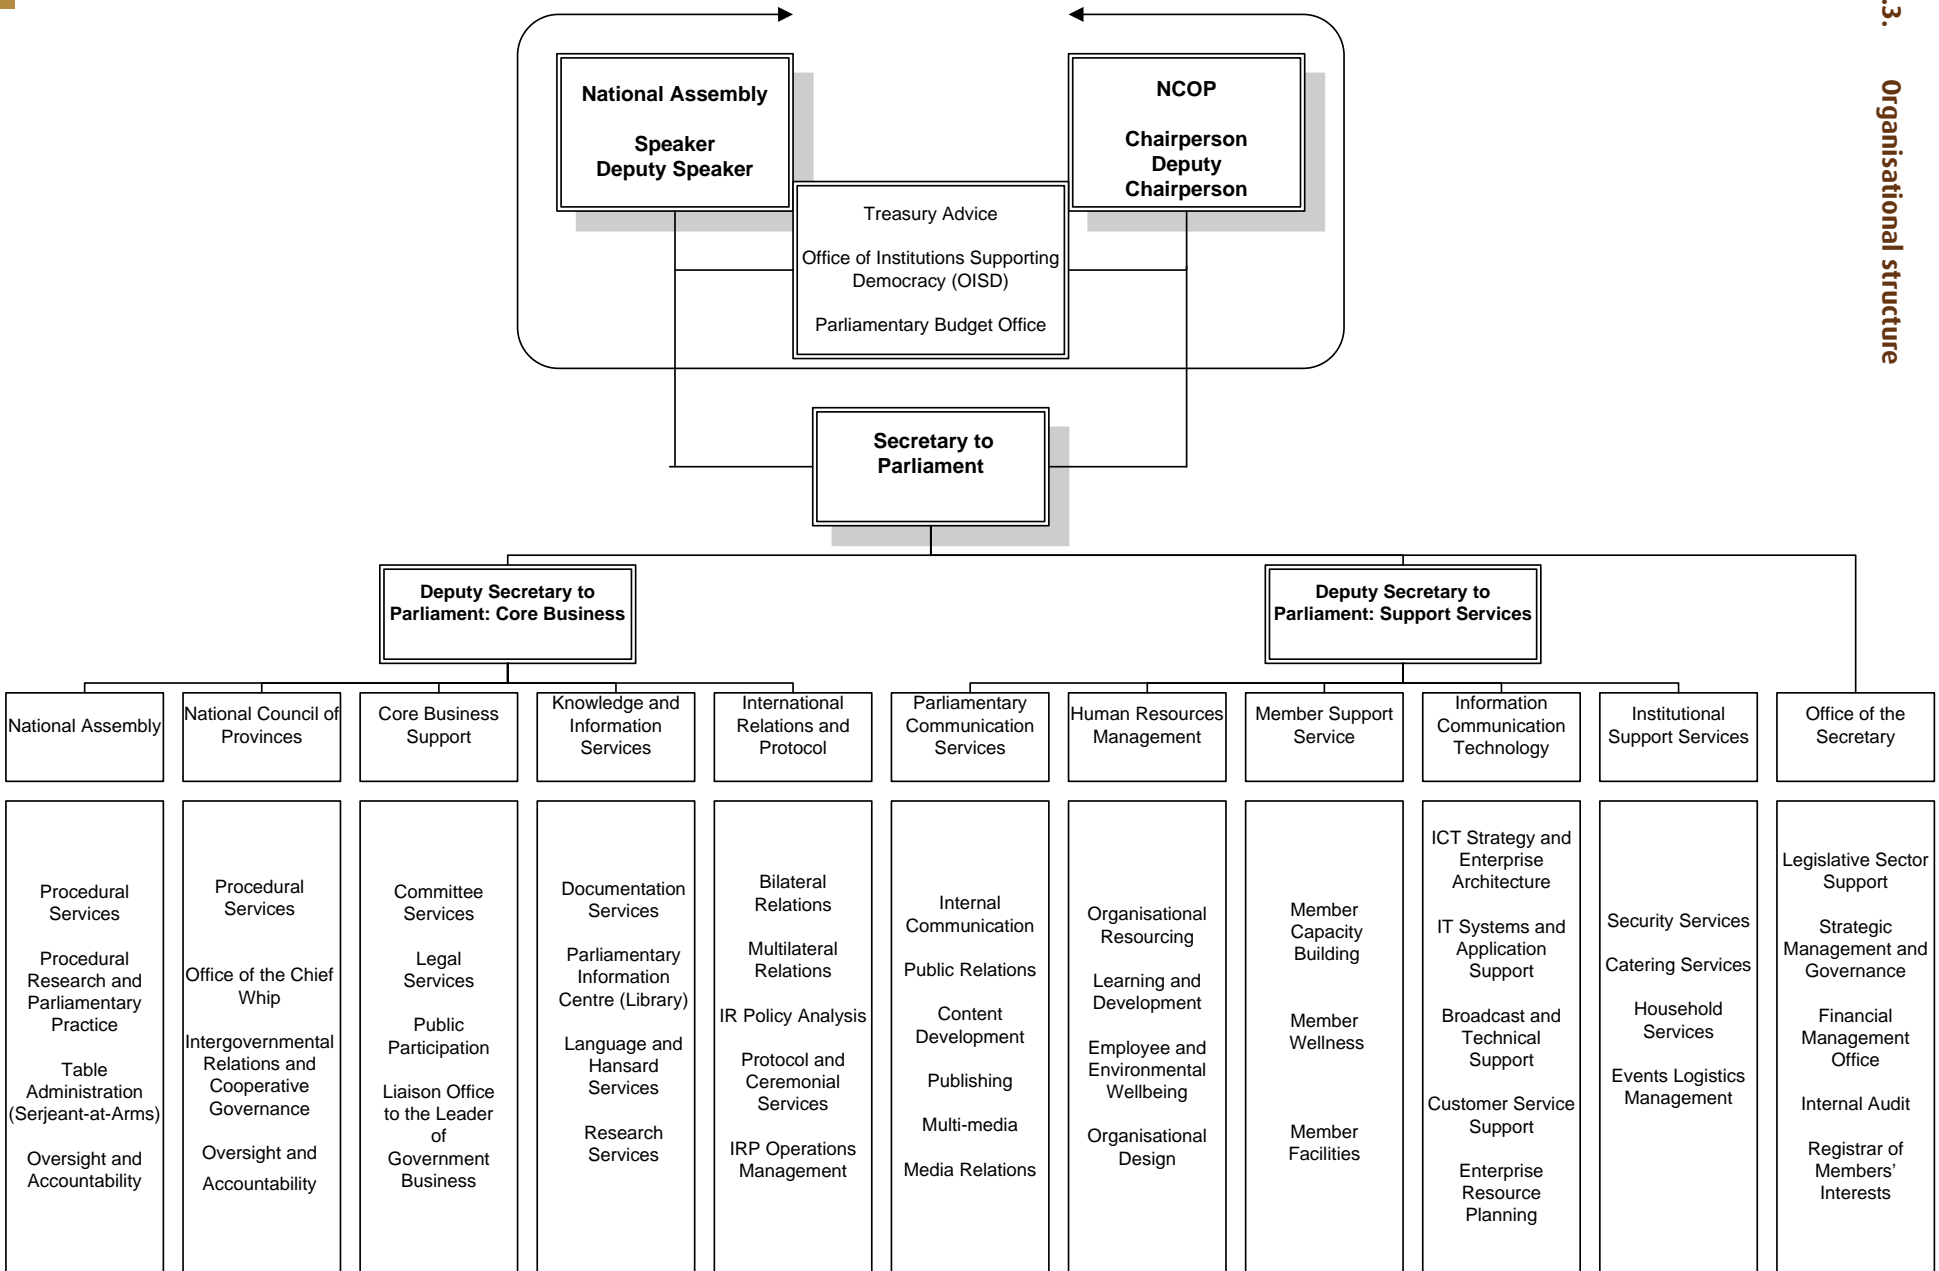 .3. Organisational structure
National Assembly
Speaker
Deputy Speaker
NCOP
Chairperson
Deputy
Chairperson
Treasury Advice
Office of Institutions Supporting
Democracy (OISD)
Parliamentary Budget Office
Secretary to
Parliament
Deputy Secretary to
Parliament: Core Business
Deputy Secretary to
Parliament: Support Services
National Assembly
National Council of
Provinces
Core Business
Support
Knowledge and
Information
Services
International
Relations and
Protocol
Parliamentary
Communication
Services
Human Resources
Management
Member Support
Service
Information
Communication
Technology
Institutional
Support Services
Office of the
Secretary
Procedural
Services
Procedural
Research and
Parliamentary
Practice
Table
Administration
(Serjeant-at-Arms)
Oversight and
Accountability
Procedural
Services
Office of the Chief
Whip
Intergovernmental
Relations and
Cooperative
Governance
Oversight and
Accountability
Committee
Services
Legal
Services
Public
Participation
Liaison Office
to the Leader
of
Government
Business
Documentation
Services
Parliamentary
Information
Centre (Library)
Language and
Hansard
Services
Research
Services
Bilateral
Relations
Multilateral
Relations
IR Policy Analysis
Protocol and
Ceremonial
Services
IRP Operations
Management
Internal
Communication
Public Relations
Content
Development
Publishing
Multi-media
Media Relations
Organisational
Resourcing
Learning and
Development
Employee and
Environmental
Wellbeing
Organisational
Design
Member
Capacity
Building
Member
Wellness
Member
Facilities
ICT Strategy and
Enterprise
Architecture
IT Systems and
Application
Support
Broadcast and
Technical
Support
Customer Service
Support
Enterprise
Resource
Planning
Security Services
Catering Services
Household
Services
Events Logistics
Management
Legislative Sector
Support
Strategic
Management and
Governance
Financial
Management
Office
Internal Audit
Registrar of
Members’
Interests